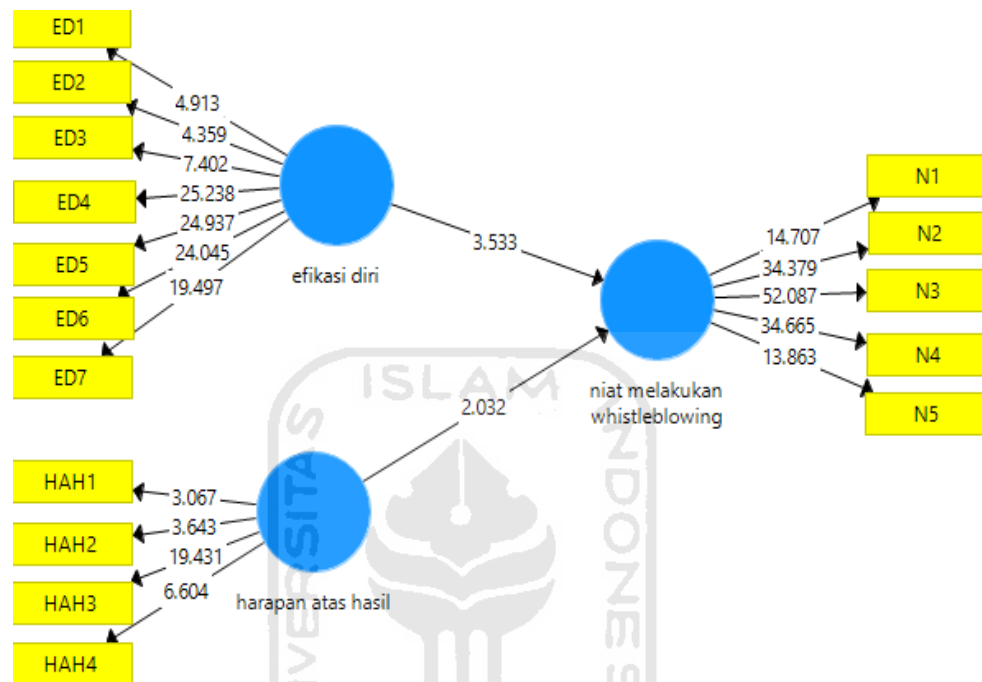 ED1
ED2
ED3
ED4
ED5
ED6
ED7
4.913
4.359
7.402
25.238
24.937
24.045
19.497
efikasi diri
3.533
HAH1
HAH2
HAH3
HAH4
3.067
3.643
19.431
6.604
harapan atas hasil
2.032
niat melakukan
whistleblowing
14.707
34.379
52.087
34.665
13.863
N1
N2
N3
N4
N5
ISLAM